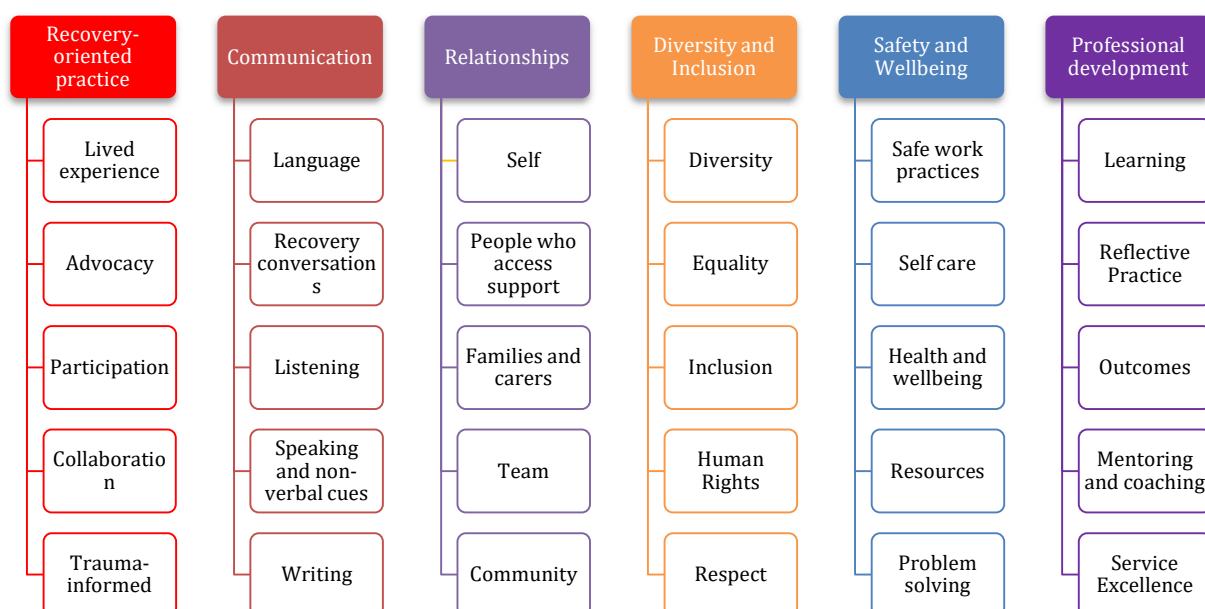 Recovery-
oriented
practice
Lived
experience
Advocacy
Participation
Collaboratio
n
Trauma-
informed
Communication
Language
Recovery
conversation
s
Listening
Speaking
and non-
verbal cues
Writing
Relationships
Self
People who
access
support
Families and
carers
Team
Community
Diversity and
Inclusion
Diversity
Equality
Inclusion
Human
Rights
Respect
Safety and
Wellbeing
Safe work
practices
Self care
Health and
wellbeing
Resources
Problem
solving
Professional
development
Learning
Reflective
Practice
Outcomes
Mentoring
and coaching
Service
Excellence